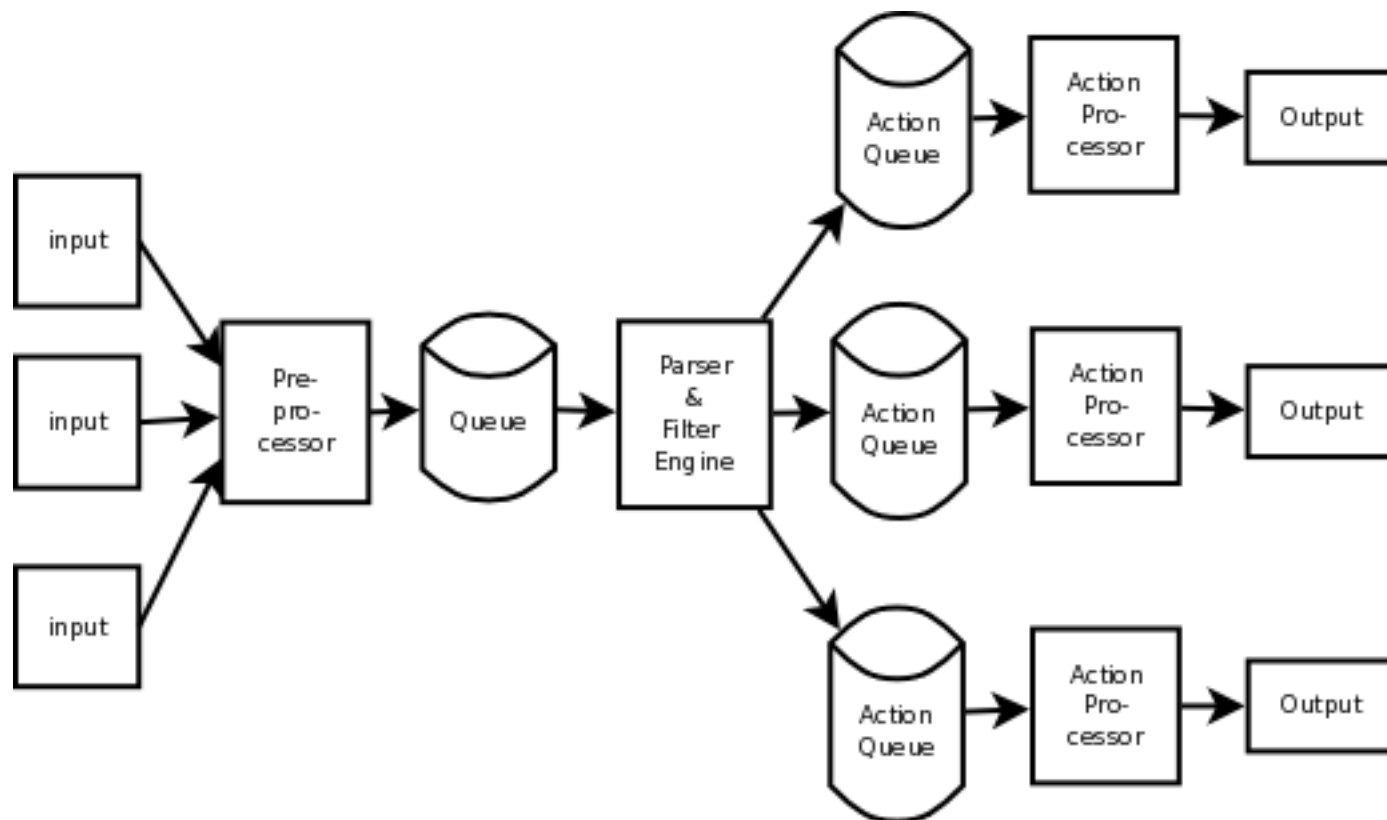 input
input
input
Pre-
pro-
cessor
Queue
Parser
&
Filter
Engine
Action
Queue
Action
Pro-
cessor
Output
Action
Queue
Action
Pro-
cessor
Output
Action
Queue
Action
Pro-
cessor
Output